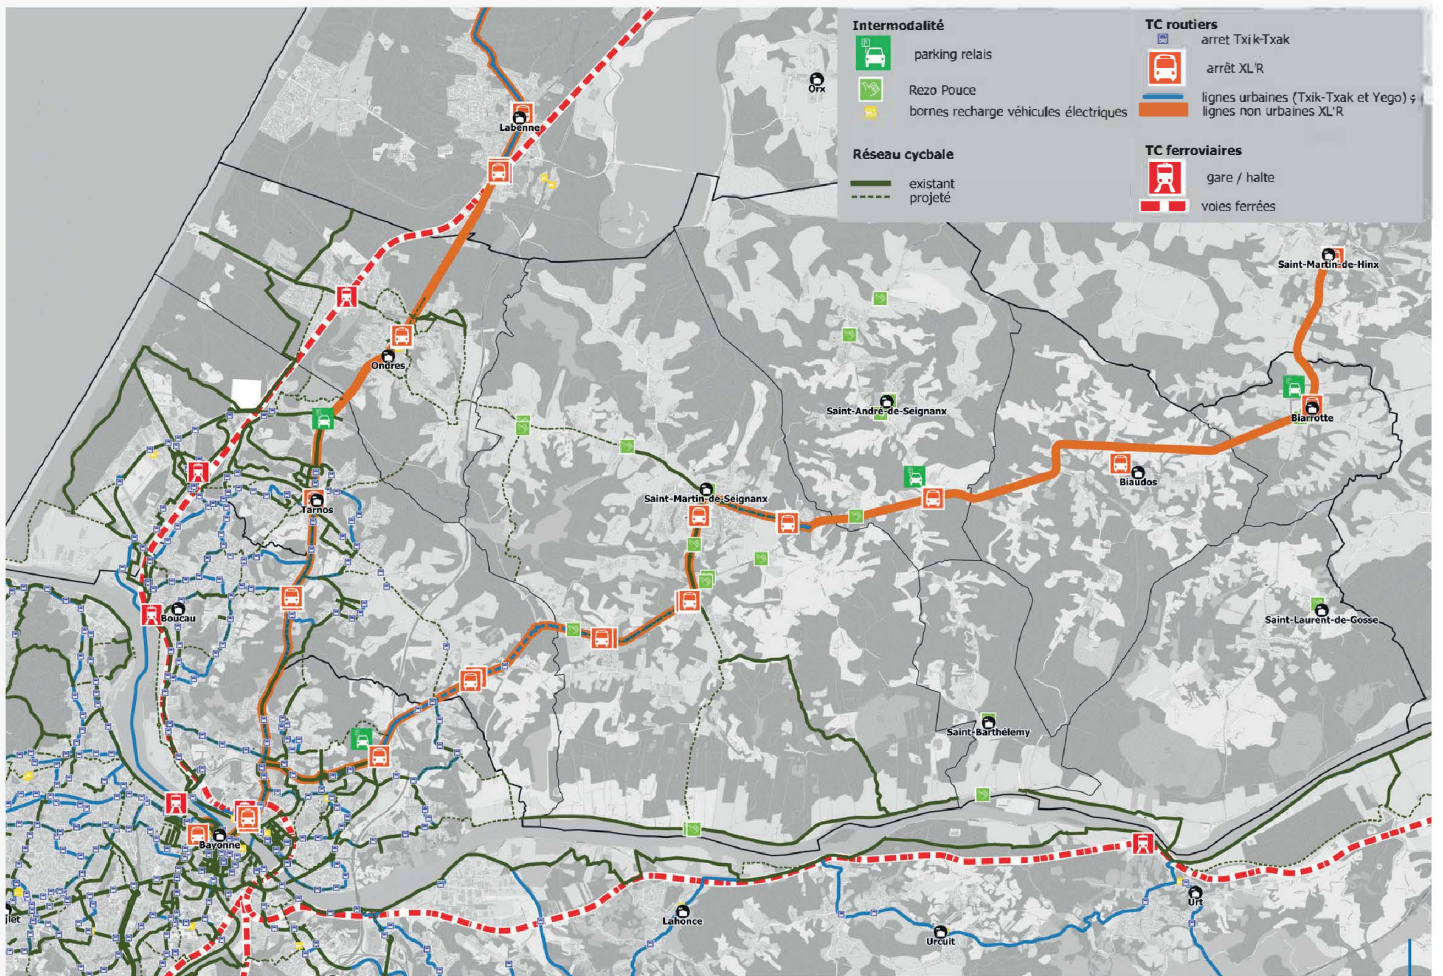 Intermodalité
parking relais
Rezo Pouce
bornes recharge véhicules électriques
Réseau cycbale
existant
projeté
TC routiers
arret Txik-Txak
arrêt XL'R
lignes urbaines (Txik-Txak et Yego) ;
lignes non urbaines XL'R
TC ferroviaires
gare / halte
voies ferrées
Orx
Labenne
Saint-Martin-de-Hinx
Ondres
Saint-André-de-Seignanx
Biarrotte
Biaudos
Saint-Martin-de-Seignanx
Tarnos
Boucau
Saint-Laurent-de-Gosse
Saint-Barthélemy
Bayonne
Urt
Lahonce
Urcuit